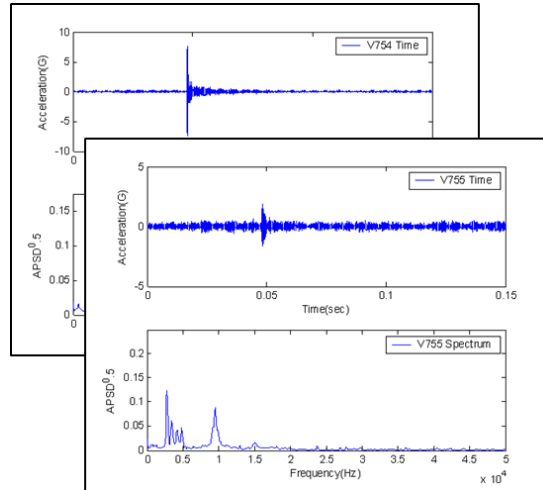 10
5
0
-5
-10
Acceleration(G)
V754 Time
0
0.15
0.1
0.05
0
APSD^0.5
0
5
0
-5
Acceleration(G)
V755 Time
0 0.05 0.1 0.15
Time(sec)
0.2
0.15
0.1
0.05
0
APSD^0.5
V755 Spectrum
0 0.5 1 1.5 2 2.5 3 3.5 4 4.5 5
Frequency(Hz)
x 10^4